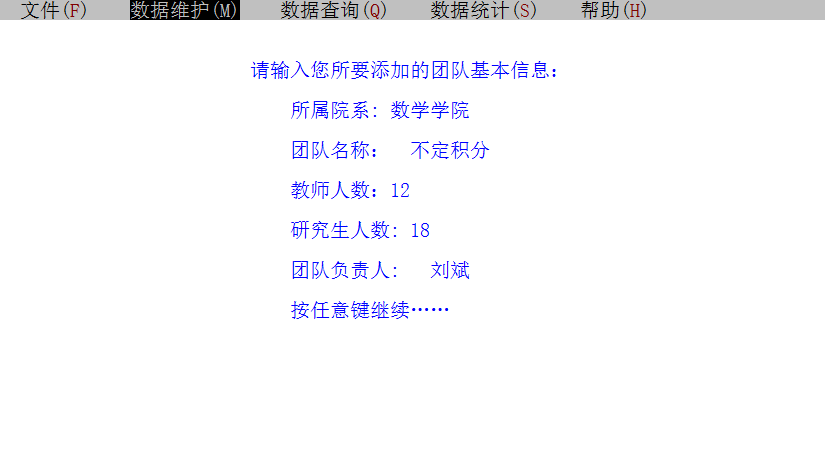 文件(F) 数据维护(M) 数据查询(Q) 数据统计(S) 帮助(H)
请输入您所要添加的团队基本信息:
所属院系: 数学学院
团队名称: 不定积分
教师人数: 12
研究生人数: 18
团队负责人: 刘斌
按任意键继续……